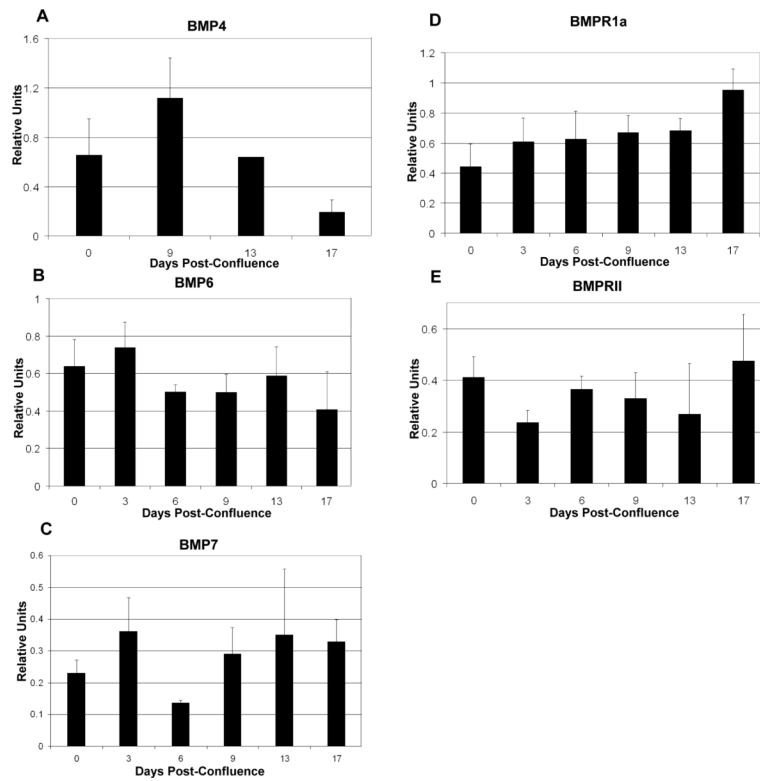 A
BMP4
1.6
1.2
0.8
0.4
0
Relative Units
0 9 13 17
Days Post-Confluence
B
BMP6
1
0.8
0.6
0.4
0.2
0
Relative Units
0 3 6 9 13 17
Days Post-Confluence
C
BMP7
0.6
0.5
0.4
0.3
0.2
0.1
0
Relative Units
0 3 6 9 13 17
Days Post-Confluence
D
BMPR1a
1.2
1
0.8
0.6
0.4
0.2
0
Relative Units
0 3 6 9 13 17
Days Post-Confluence
E
BMPRII
0.6
0.4
0.2
0
Relative Units
0 3 6 9 13 17
Days Post-Confluence